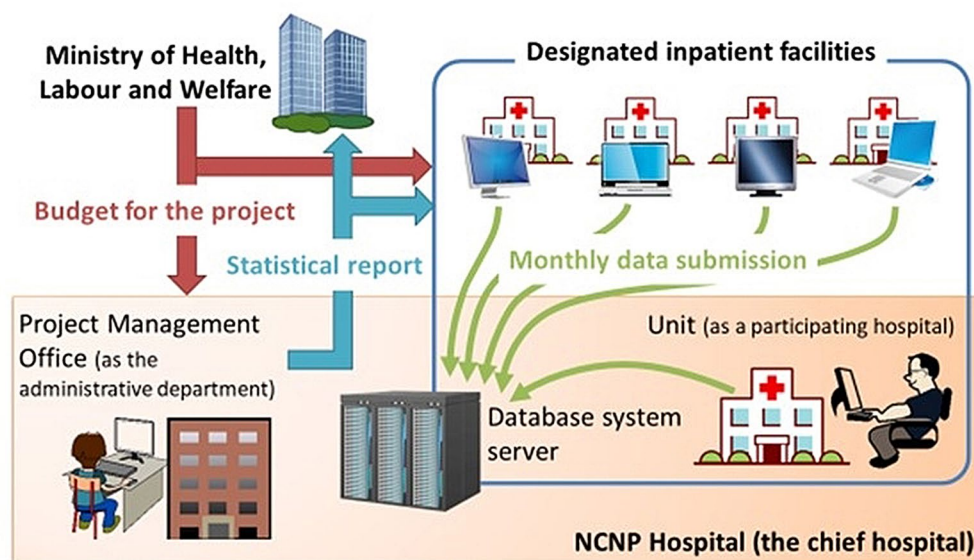 Ministry of Health,
Labour and Welfare
Designated inpatient facilities
Budget for the project
Statistical report
Monthly data submission
Project Management
Office (as the
administrative department)
Unit (as a participating hospital)
Database system
server
NCNP Hospital (the chief hospital)